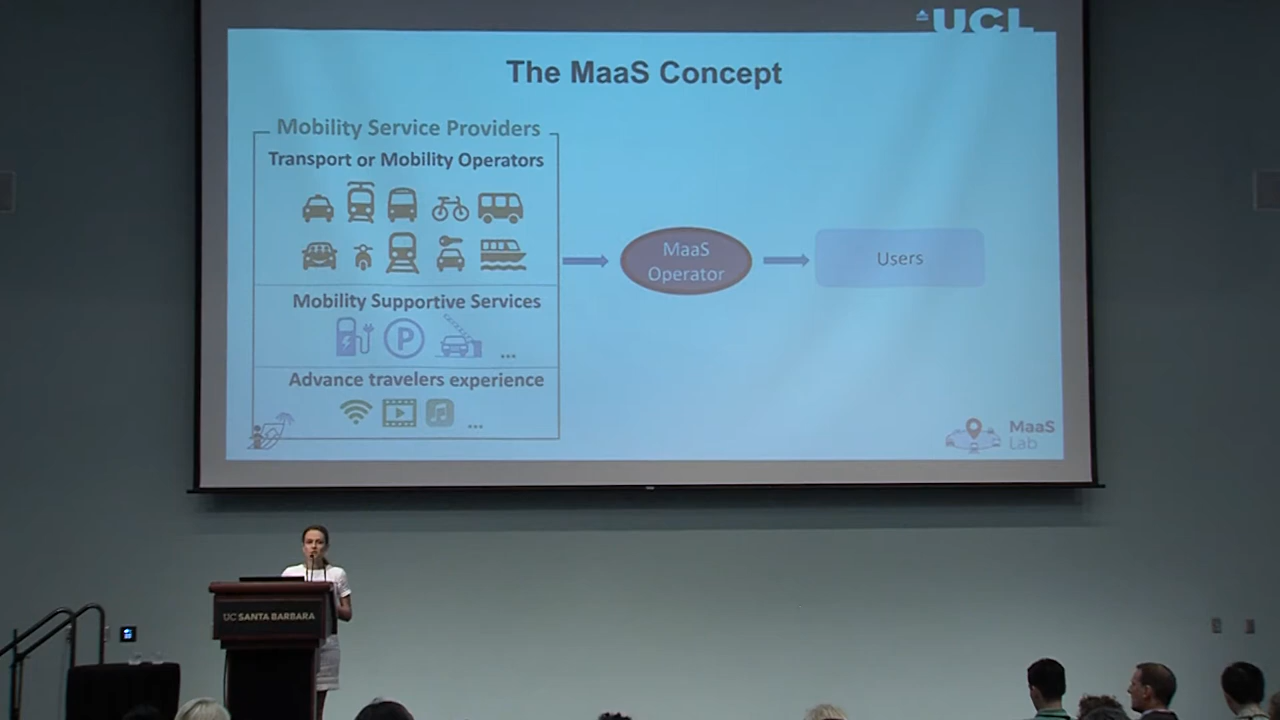 UCL
The MaaS Concept
Mobility Service Providers
Transport or Mobility Operators
MaaS
Operator
Users
Mobility Supportive Services
P
...
Advance travelers experience
...
MaaS
Lab
UC SANTA BARBARA